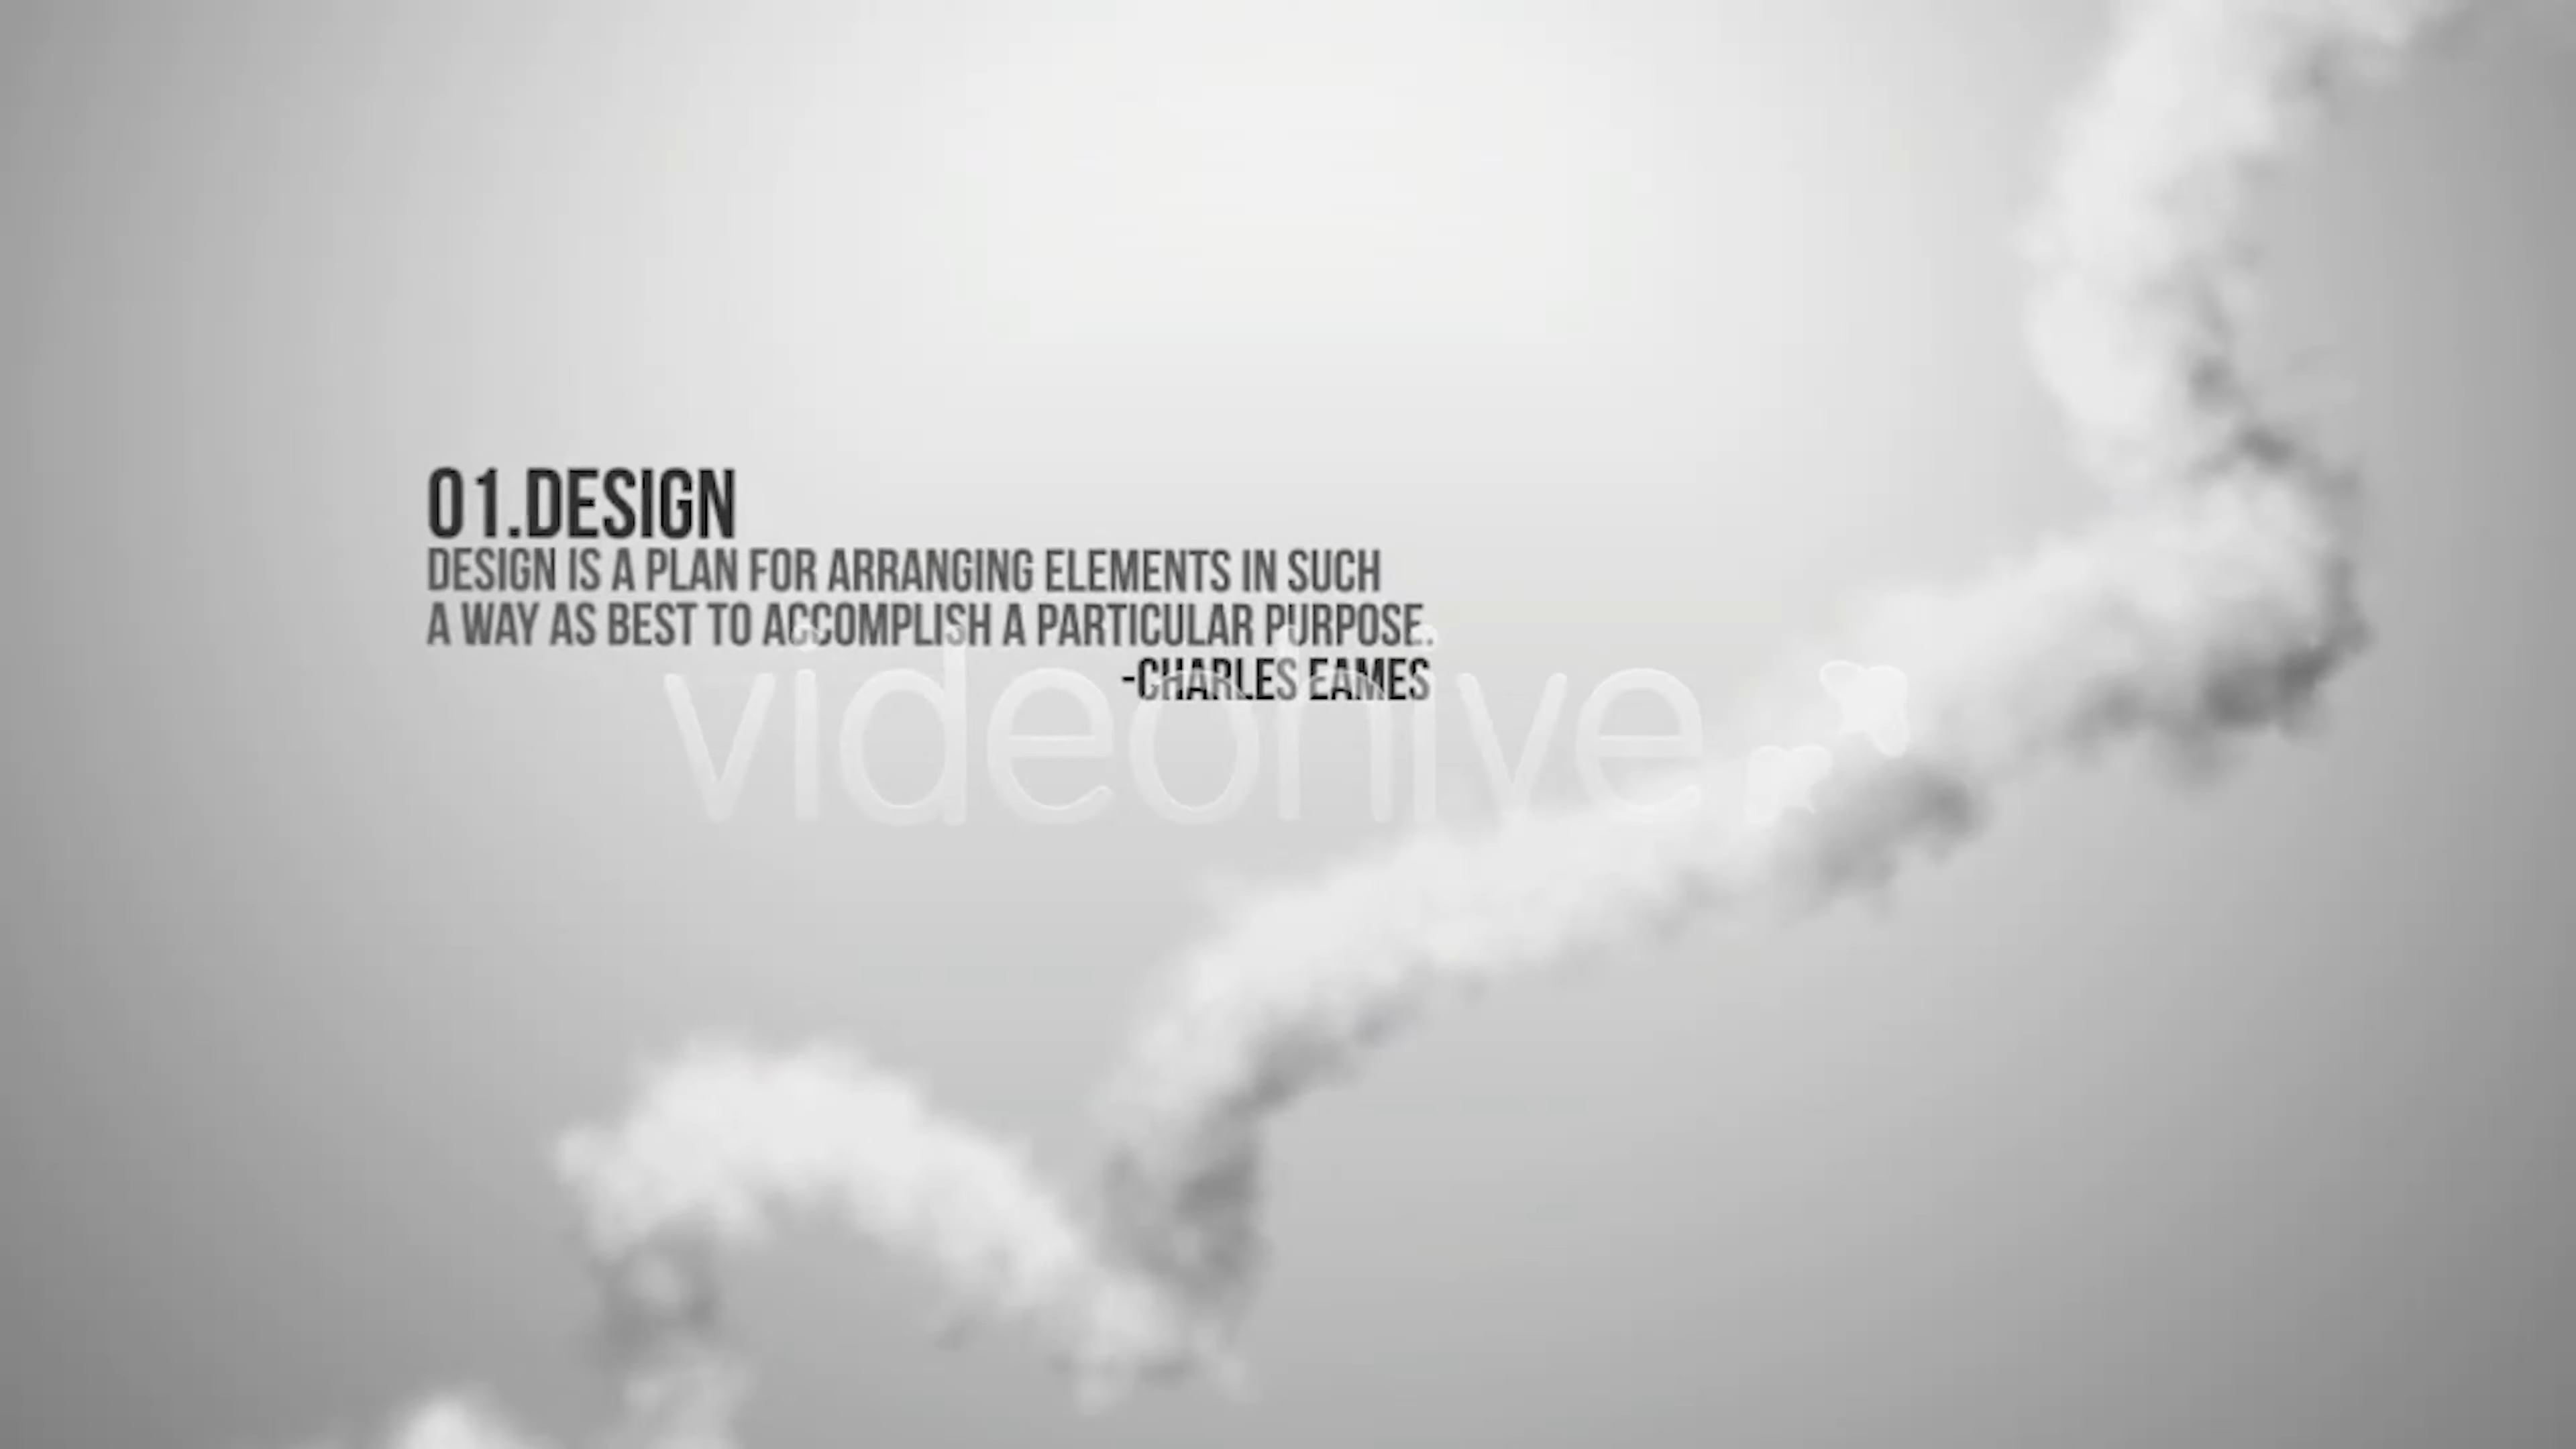 01.DESIGN
DESIGN IS A PLAN FOR ARRANGING ELEMENTS IN SUCH
A WAY AS BEST TO ACCOMPLISH A PARTICULAR PURPOSE.
-CHARLES EAMES
videohive